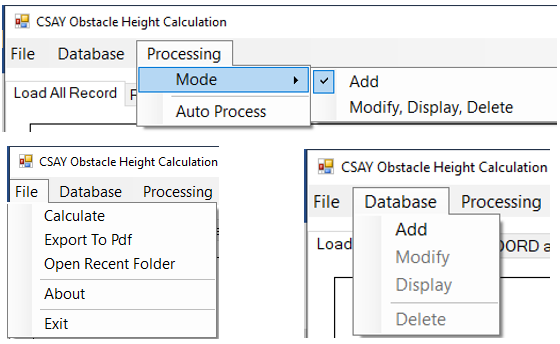 CSAY Obstacle Height Calculation
File Database Processing
Mode
Add
Load All Record
Auto Process
Modify, Display, Delete
CSAY Obstacle Height Calculation
File Database Processing
Calculate
Export To Pdf
Open Recent Folder
About
Exit
CSAY Obstacle Height Calculation
File Database Processing
Add
Modify
Display
Delete